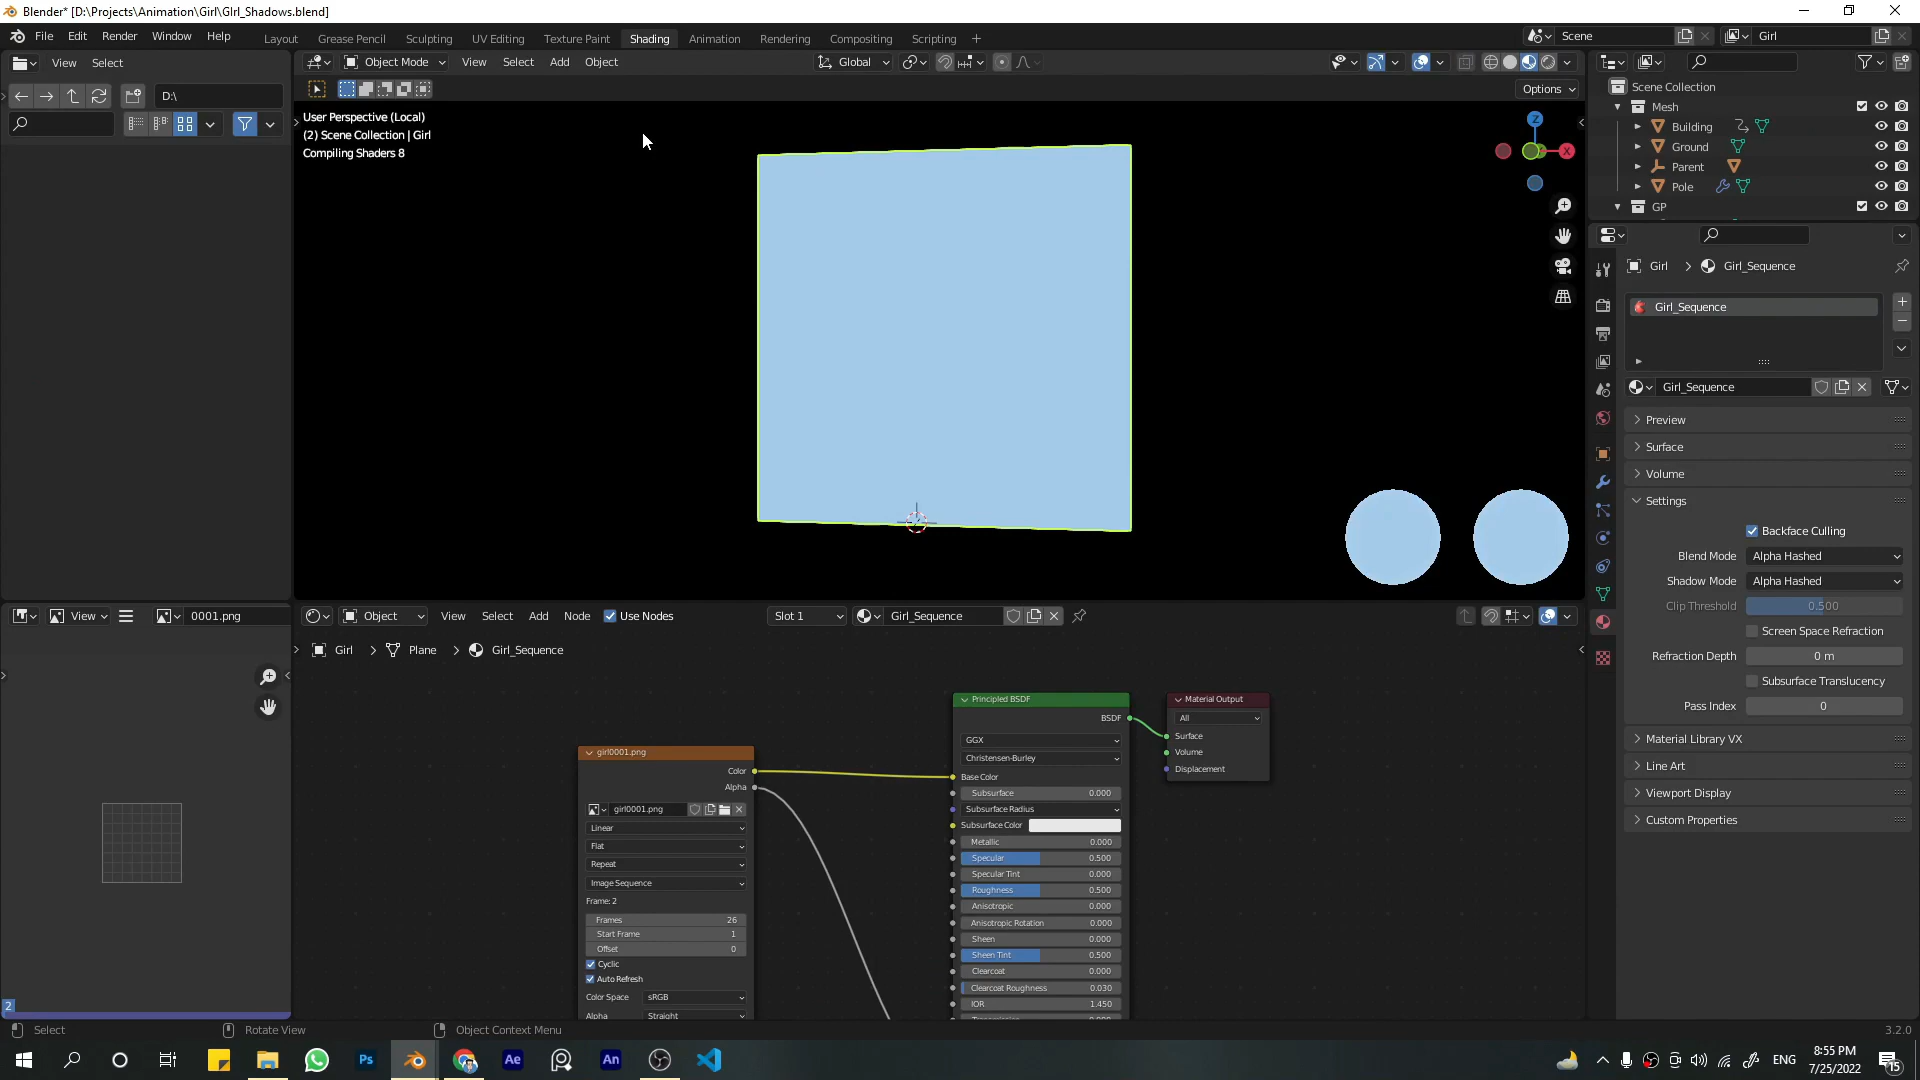 Blender* [D:\Projects\Animation\Girl\GIrl_Shadows.blend]
File Edit Render Window Help
Layout Grease Pencil Sculpting UV Editing Texture Paint Shading Animation Rendering Compositing Scripting +
Scene
Girl
View Select
Object Mode View Select Add Object
Global
D:\
Options
User Perspective (Local)
(2) Scene Collection | Girl
Compiling Shaders 8
Z
X
Scene Collection
Mesh
Building
Ground
Parent
Pole
GP
Girl > Girl_Sequence
Girl_Sequence
Girl_Sequence
Preview
Surface
Volume
Settings
Backface Culling
Blend Mode Alpha Hashed
Shadow Mode Alpha Hashed
Clip Threshold 0.500
Screen Space Refraction
Refraction Depth 0 m
Subsurface Translucency
Pass Index 0
Material Library VX
Line Art
Viewport Display
Custom Properties
View 0001.png
Object View Select Add Node Use Nodes Slot 1 Girl_Sequence
Girl > Plane > Girl_Sequence
girl0001.png
Color
Alpha
girl0001.png
Linear
Flat
Repeat
Image Sequence
Frame: 2
Frames 26
Start Frame 1
Offset 0
Cyclic
Auto Refresh
Color Space sRGB
Alpha Straight
Principled BSDF
BSDF
GGX
Christensen-Burley
Base Color
Subsurface 0.000
Subsurface Radius
Subsurface Color
Metallic 0.000
Specular 0.500
Specular Tint 0.000
Roughness 0.500
Anisotropic 0.000
Anisotropic Rotation 0.000
Sheen 0.000
Sheen Tint 0.500
Clearcoat 0.000
Clearcoat Roughness 0.030
IOR 1.450
Material Output
All
Surface
Volume
Displacement
2
Select Rotate View Object Context Menu 3.2.0
Ps Ae An
ENG
8:55 PM
7/25/2022
15